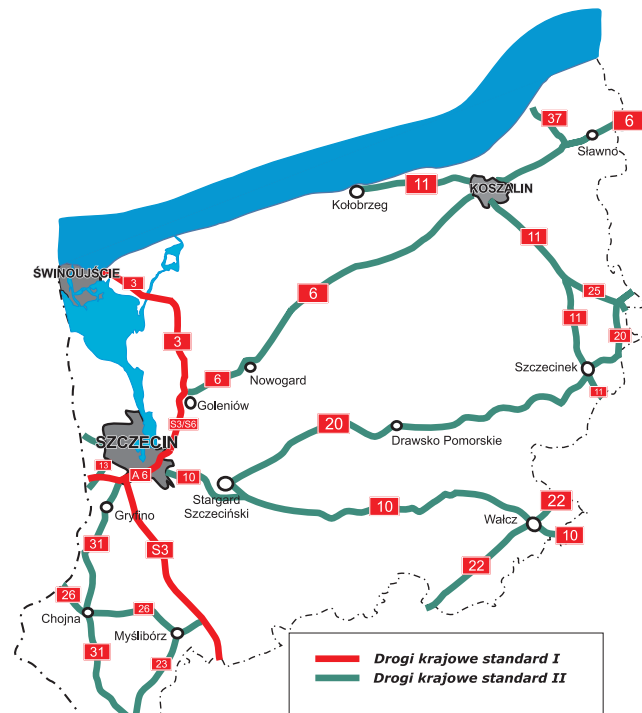 37
6
Sławno
11
KOSZALIN
Kołobrzeg
11
ŚWINOUJŚCIE
3
25
6
11
20
3
Szczecinek
6
Nowogard
11
Goleniów
S3/S6
20
Drawsko Pomorskie
SZCZECIN
13
A 6
10
Stargard
Szczeciński
22
10
Wałcz
10
Gryfino
31
S3
22
26
26
Chojna
Myślibórz
31
23
Drogi krajowe standard I
Drogi krajowe standard II